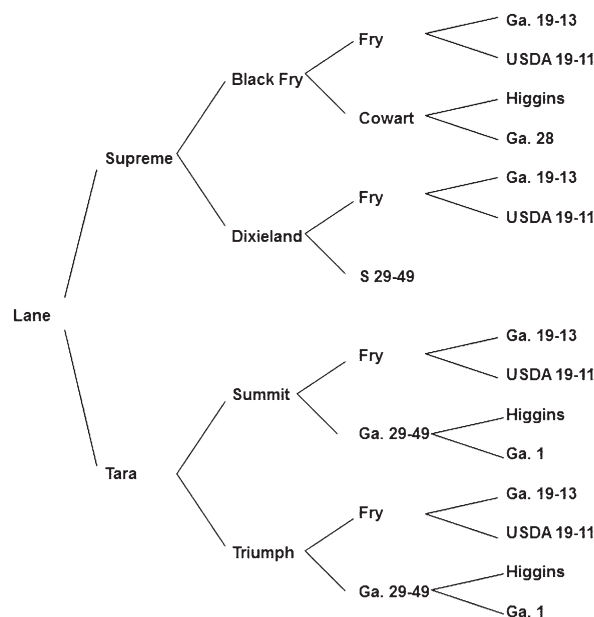 Ga. 19-13
Fry
USDA 19-11
Black Fry
Higgins
Cowart
Ga. 28
Supreme
Ga. 19-13
Fry
USDA 19-11
Dixieland
S 29-49
Lane
Ga. 19-13
Fry
USDA 19-11
Summit
Higgins
Ga. 29-49
Ga. 1
Tara
Ga. 19-13
Fry
USDA 19-11
Triumph
Higgins
Ga. 29-49
Ga. 1